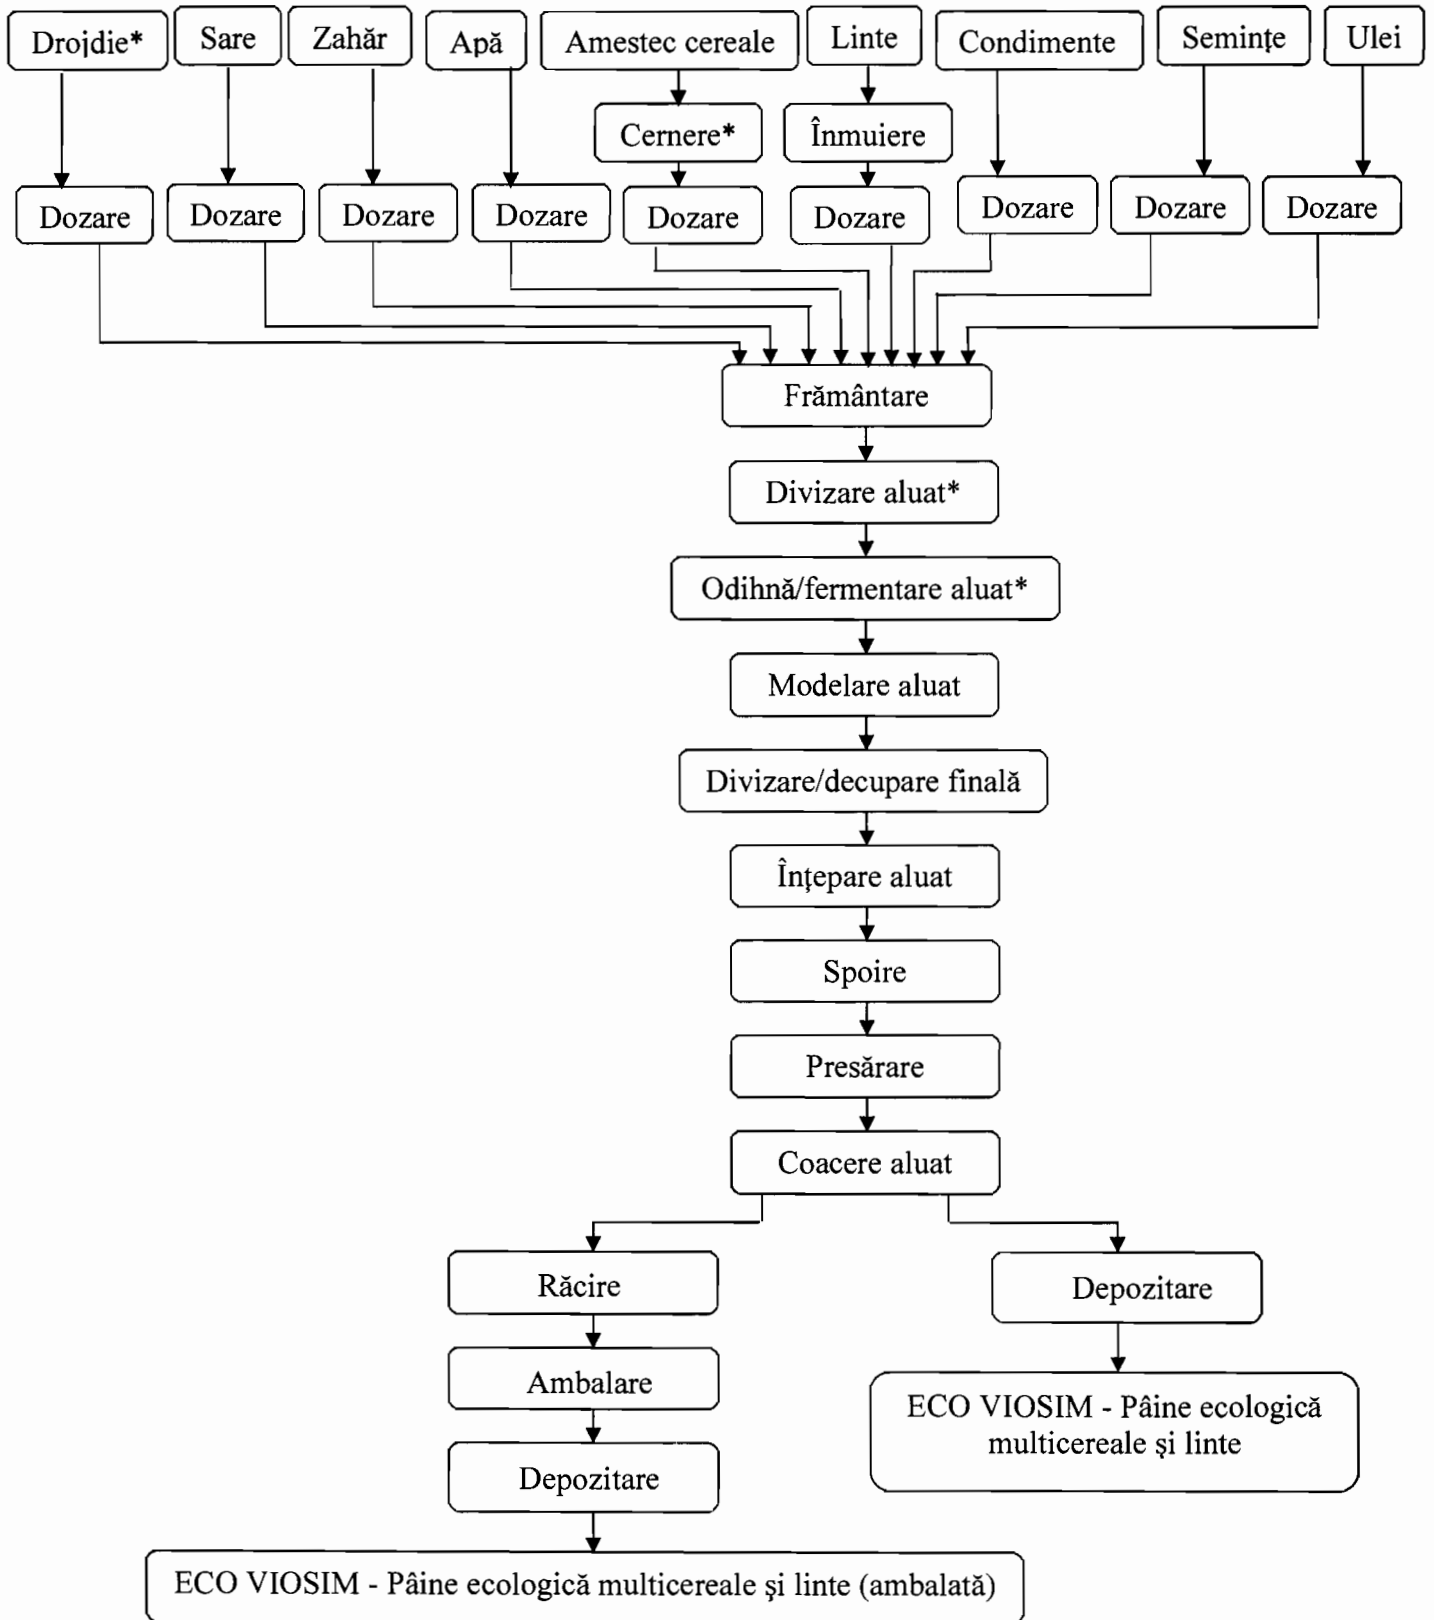 Drojdie*
Sare
Zahăr
Apă
Amestec cereale
Linte
Condimente
Semințe
Ulei
Cernere*
Înmuiere
Dozare
Dozare
Dozare
Dozare
Dozare
Dozare
Dozare
Dozare
Dozare
Frământare
Divizare aluat*
Odihnă/fermentare aluat*
Modelare aluat
Divizare/decupare finală
Înțepare aluat
Spoire
Presărare
Coacere aluat
Răcire
Depozitare
Ambalare
ECO VIOSIM - Pâine ecologică
multicereale și linte
Depozitare
ECO VIOSIM - Pâine ecologică multicereale și linte (ambalată)